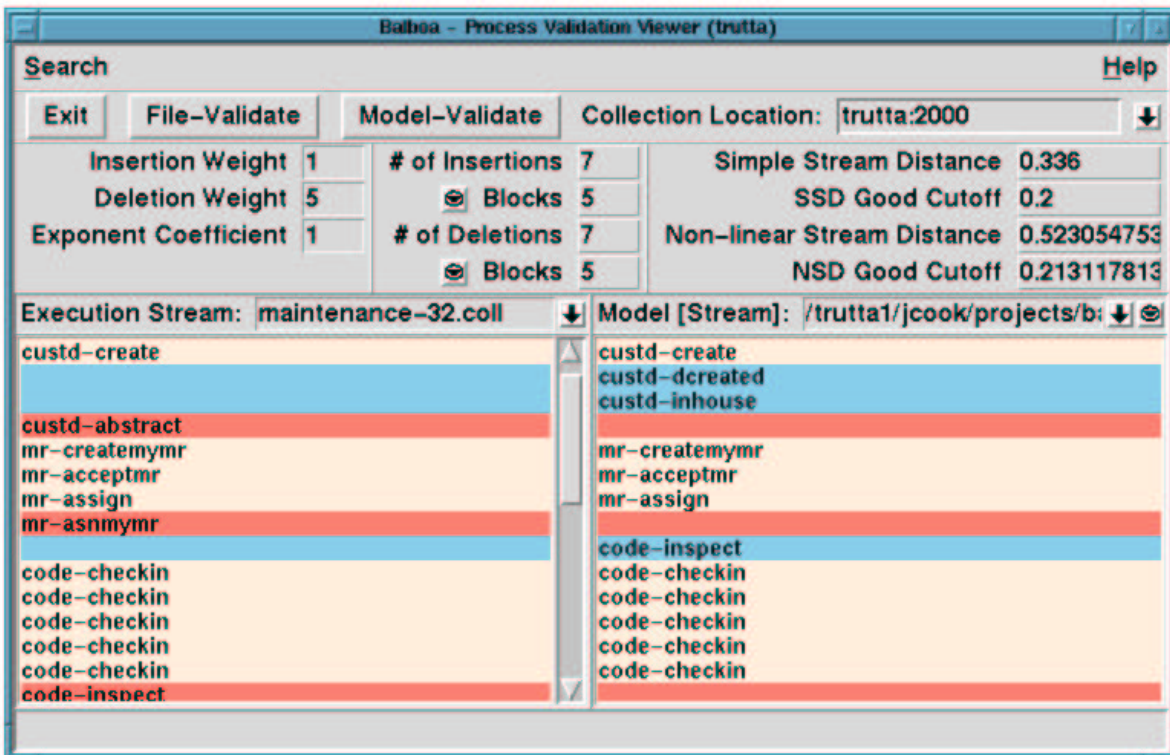 Balboa - Process Validation Viewer (trutta)
Search Help
Exit File-Validate Model-Validate Collection Location: trutta:2000
Insertion Weight 1 # of Insertions 7 Simple Stream Distance 0.336
Deletion Weight 5 Blocks 5 SSD Good Cutoff 0.2
Exponent Coefficient 1 # of Deletions 7 Non-linear Stream Distance 0.523054753
Blocks 5 NSD Good Cutoff 0.213117813
Execution Stream: maintenance-32.coll Model [Stream]: /trutta1/jcook/projects/ba
custd-create custd-create
custd-dcreated
custd-inhouse
custd-abstract
mr-createmymr mr-createmymr
mr-acceptmr mr-acceptmr
mr-assign mr-assign
mr-asnmymr
code-inspect
code-checkin code-checkin
code-checkin code-checkin
code-checkin code-checkin
code-checkin code-checkin
code-checkin code-checkin
code-inspect